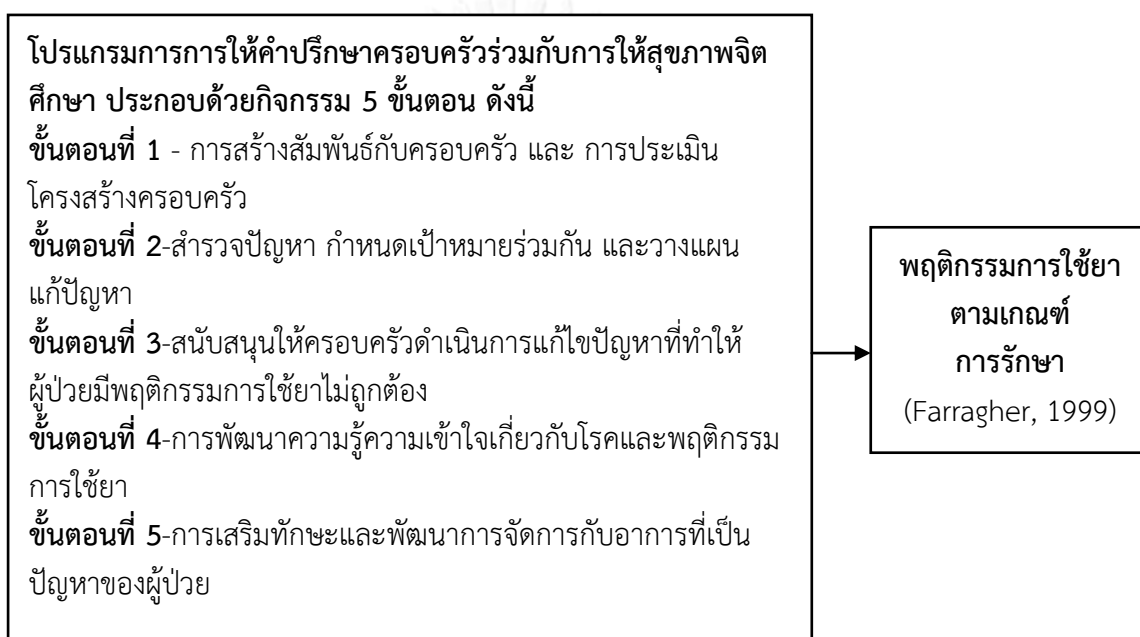 โปรแกรมการการให้คำปรึกษาครอบครัวร่วมกับการให้สุขภาพจิต
ศึกษา ประกอบด้วยกิจกรรม 5 ขั้นตอน ดังนี้
ขั้นตอนที่ 1 - การสร้างสัมพันธ์กับครอบครัว และ การประเมิน
โครงสร้างครอบครัว
ขั้นตอนที่ 2-สำรวจปัญหา กำหนดเป้าหมายร่วมกัน และวางแผน
แก้ปัญหา
ขั้นตอนที่ 3-สนับสนุนให้ครอบครัวดำเนินการแก้ไขปัญหาที่ทำให้
ผู้ป่วยมีพฤติกรรมการใช้ยาไม่ถูกต้อง
ขั้นตอนที่ 4-การพัฒนาความรู้ความเข้าใจเกี่ยวกับโรคและพฤติกรรม
การใช้ยา
ขั้นตอนที่ 5-การเสริมทักษะและพัฒนาการจัดการกับอาการที่เป็น
ปัญหาของผู้ป่วย
พฤติกรรมการใช้ยา
ตามเกณฑ์
การรักษา
(Farragher, 1999)